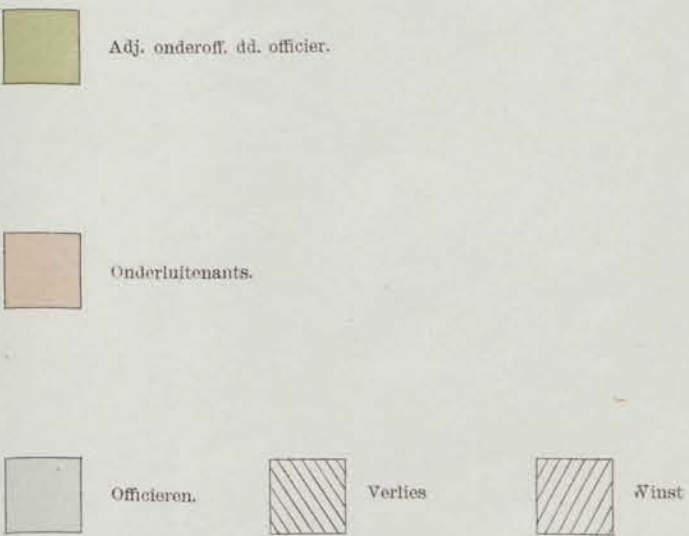 Adj. onderoff. dd. officier.
Onderluitenants.
Officieren.
Verlies
Winst